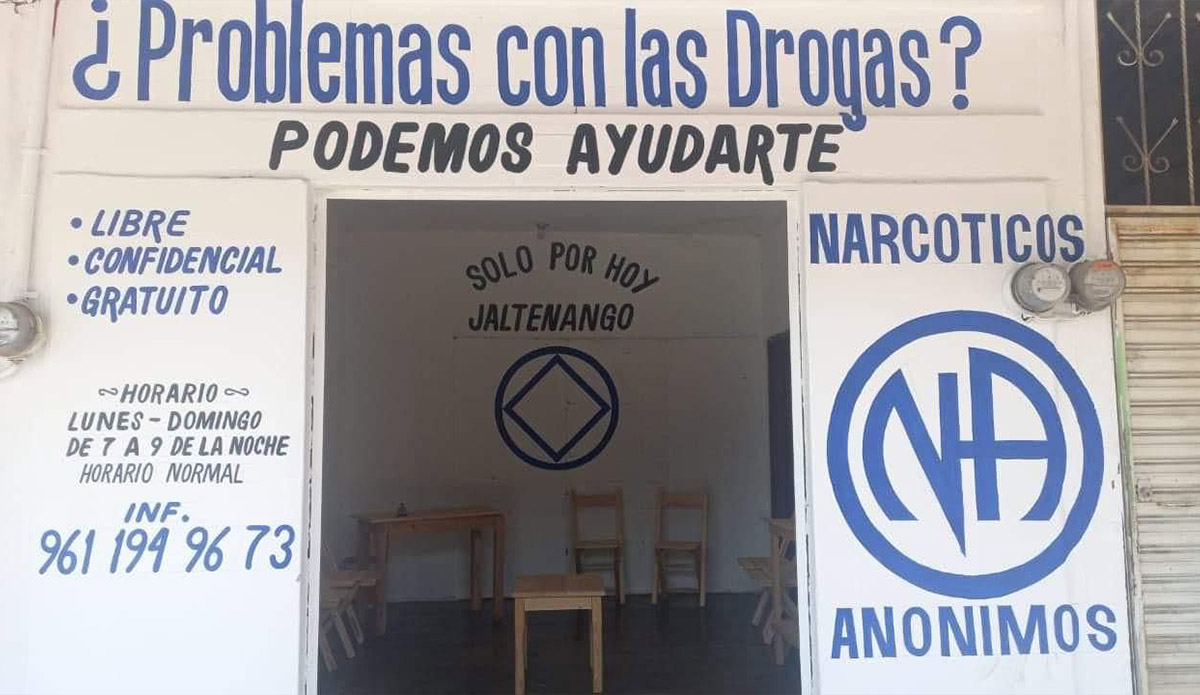 ¿Problemas con las Drogas?
PODEMOS AYUDARTE
• LIBRE
• CONFIDENCIAL
• GRATUITO
~HORARIO~
LUNES - DOMINGO
DE 7 A 9 DE LA NOCHE
HORARIO NORMAL
INF.
961 194 96 73
SOLO POR HOY
JALTENANGO
NARCOTICOS
NA
ANONIMOS